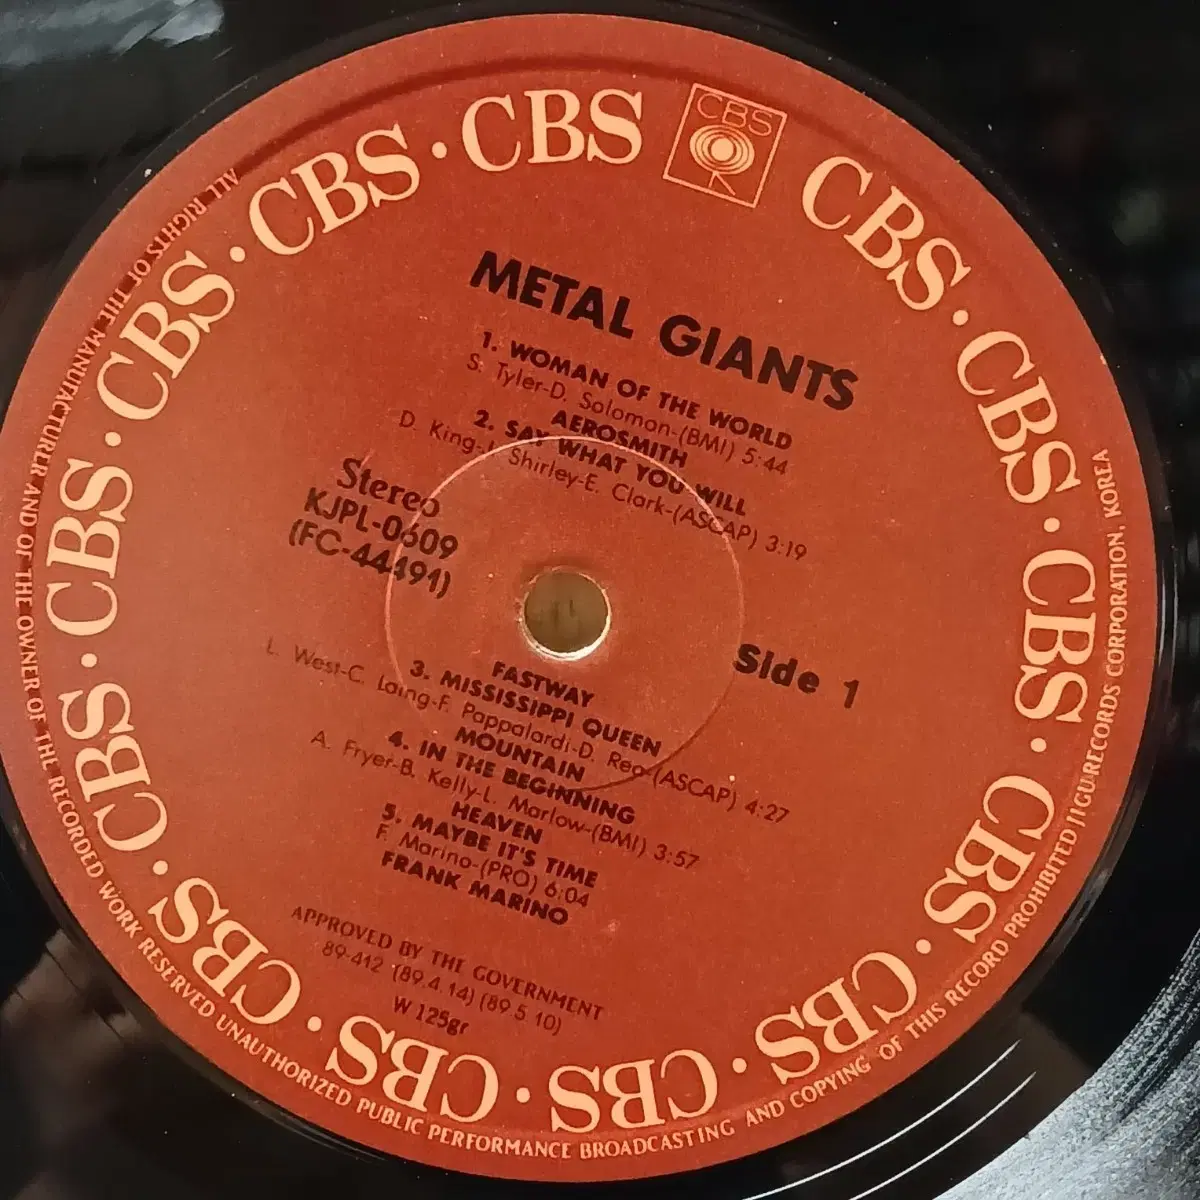 CBS
CBS · CBS · CBS · CBS · CBS · CBS · CBS · CBS · CBS · CBS · CBS · CBS · CBS
METAL GIANTS
1. WOMAN OF THE WORLD
S. Tyler-D. Solomon-(BMI) 5:44
AEROSMITH
2. SAY WHAT YOU WILL
D. King-J. Shirley-E. Clark-(ASCAP) 3:19
Stereo
KJPL-0609
(FC-44491)
Side 1
FASTWAY
3. MISSISSIPPI QUEEN
L. West-C. Laing-F. Pappalardi-D. Rea-(ASCAP) 4:27
MOUNTAIN
4. IN THE BEGINNING
A. Fryer-B. Kelly-L. Marlow-(BMI) 3:57
HEAVEN
5. MAYBE IT'S TIME
F. Marino-(PRO) 6:04
FRANK MARINO
APPROVED BY THE GOVERNMENT
89-412 (89.4.14) (89.5.10)
W 125gr
ALL RIGHTS OF THE MANUFACTURER AND OF THE OWNER OF THE RECORDED WORK RESERVED UNAUTHORIZED PUBLIC PERFORMANCE BROADCASTING AND COPYING OF THIS RECORD PROHIBITED JIGU RECORDS CORPORATION, KOREA